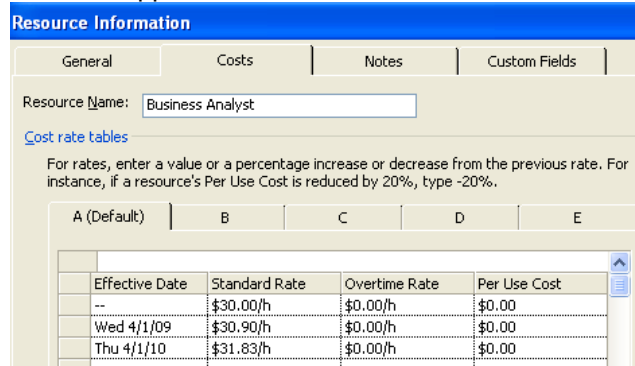 Resource Information
General Costs Notes Custom Fields
Resource Name: Business Analyst
Cost rate tables
For rates, enter a value or a percentage increase or decrease from the previous rate. For
instance, if a resource's Per Use Cost is reduced by 20%, type -20%.
A (Default) B C D E
Effective Date Standard Rate Overtime Rate Per Use Cost
-- $30.00/h $0.00/h $0.00
Wed 4/1/09 $30.90/h $0.00/h $0.00
Thu 4/1/10 $31.83/h $0.00/h $0.00